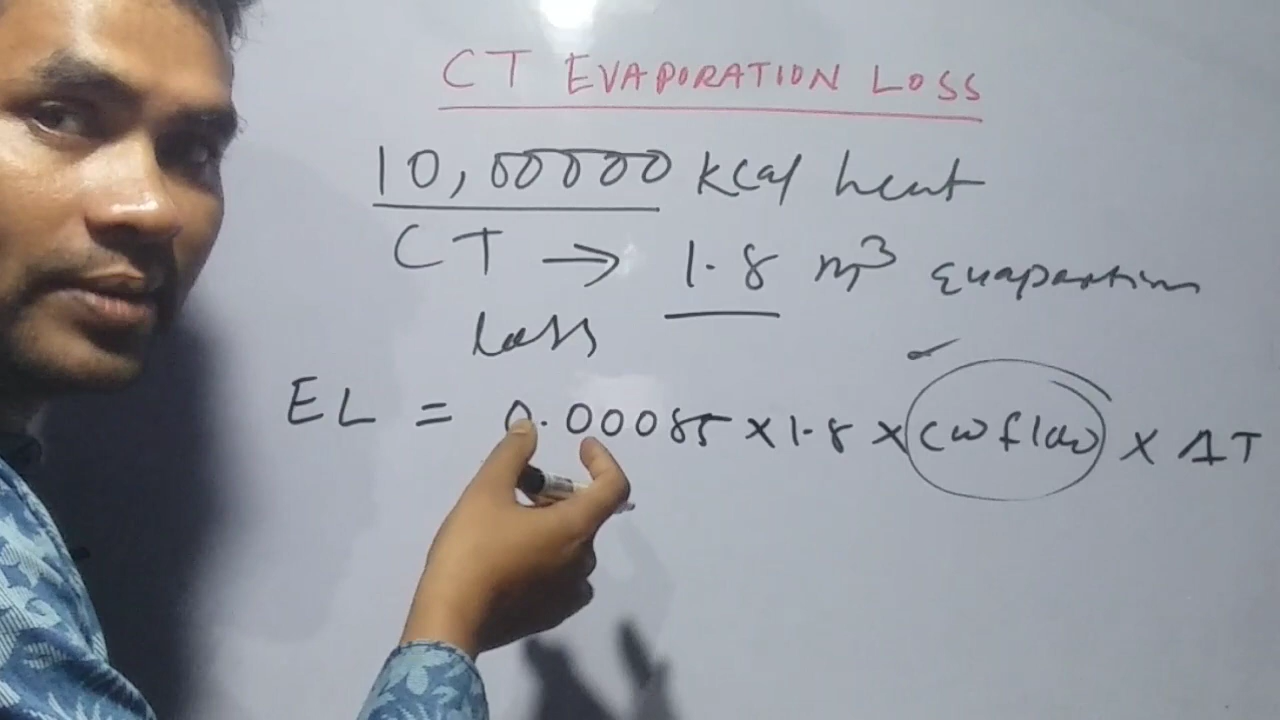 CT EVAPORATION LOSS
10,00000 kcal heat
CT → 1.8 m³ evaporation
loss
EL = 0.00085 × 1.8 × cw flow × ΔT